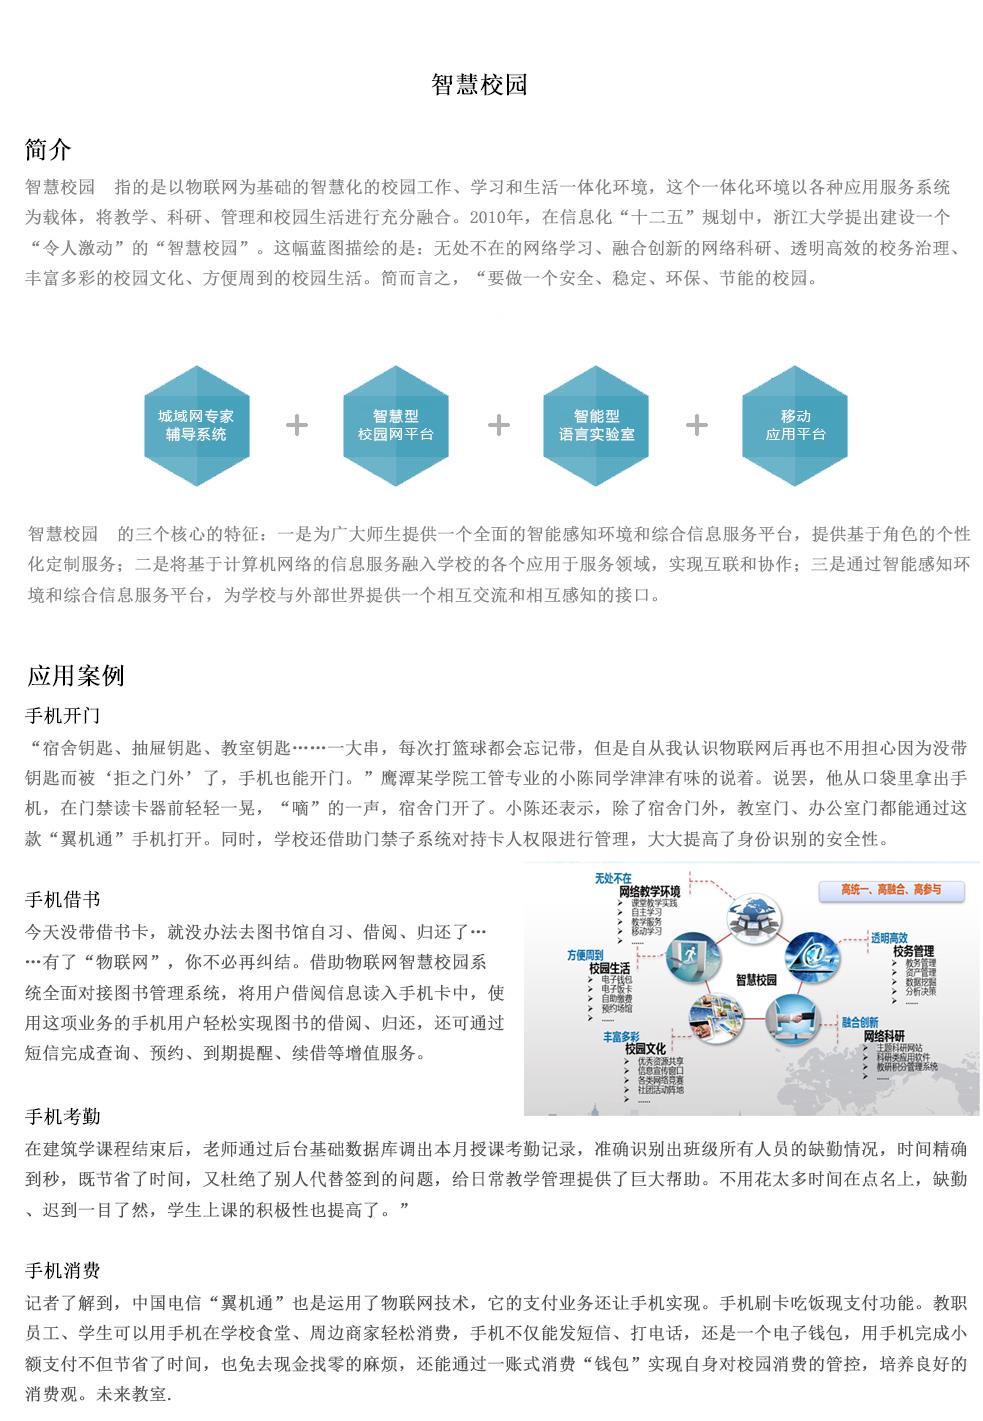 智慧校园
简介
智慧校园　指的是以物联网为基础的智慧化的校园工作、学习和生活一体化环境，这个一体化环境以各种应用服务系统
为载体，将教学、科研、管理和校园生活进行充分融合。2010年，在信息化“十二五”规划中，浙江大学提出建设一个
“令人激动”的“智慧校园”。这幅蓝图描绘的是：无处不在的网络学习、融合创新的网络科研、透明高效的校务治理、
丰富多彩的校园文化、方便周到的校园生活。简而言之，“要做一个安全、稳定、环保、节能的校园。
城域网专家
辅导系统
+
智慧型
校园网平台
+
智能型
语言实验室
+
移动
应用平台
智慧校园　的三个核心的特征：一是为广大师生提供一个全面的智能感知环境和综合信息服务平台，提供基于角色的个性
化定制服务；二是将基于计算机网络的信息服务融入学校的各个应用于服务领域，实现互联和协作；三是通过智能感知环
境和综合信息服务平台，为学校与外部世界提供一个相互交流和相互感知的接口。
应用案例
手机开门
“宿舍钥匙、抽屉钥匙、教室钥匙……一大串，每次打篮球都会忘记带，但是自从我认识物联网后再也不用担心因为没带
钥匙而被‘拒之门外’了，手机也能开门。”鹰潭某学院工管专业的小陈同学津津有味的说着。说罢，他从口袋里拿出手
机，在门禁读卡器前轻轻一晃，“嘀”的一声，宿舍门开了。小陈还表示，除了宿舍门外，教室门、办公室门都能通过这
款“翼机通”手机打开。同时，学校还借助门禁子系统对持卡人权限进行管理，大大提高了身份识别的安全性。
手机借书
今天没带借书卡，就没办法去图书馆自习、借阅、归还了…
…有了“物联网”，你不必再纠结。借助物联网智慧校园系
统全面对接图书管理系统，将用户借阅信息读入手机卡中，使
用这项业务的手机用户轻松实现图书的借阅、归还，还可通过
短信完成查询、预约、到期提醒、续借等增值服务。
无处不在
网络教学环境
课堂教学实践
自主学习
教学服务
移动学习
......
高统一、高融合、高参与
方便周到
校园生活
电子钱包
电子饭卡
自助缴费
预约场馆
......
智慧校园
透明高效
校务管理
教务管理
资产管理
数据挖掘
分析决策
......
丰富多彩
校园文化
优秀资源共享
信息宣传窗口
各类网络竞赛
社团活动阵地
......
融合创新
网络科研
主题科研网站
科研类应用软件
教研积分管理系统
......
手机考勤
在建筑学课程结束后，老师通过后台基础数据库调出本月授课考勤记录，准确识别出班级所有人员的缺勤情况，时间精确
到秒，既节省了时间，又杜绝了别人代替签到的问题，给日常教学管理提供了巨大帮助。不用花太多时间在点名上，缺勤
、迟到一目了然，学生上课的积极性也提高了。”
手机消费
记者了解到，中国电信“翼机通”也是运用了物联网技术，它的支付业务还让手机实现。手机刷卡吃饭现支付功能。教职
员工、学生可以用手机在学校食堂、周边商家轻松消费，手机不仅能发短信、打电话，还是一个电子钱包，用手机完成小
额支付不但节省了时间，也免去现金找零的麻烦，还能通过一账式消费“钱包”实现自身对校园消费的管控，培养良好的
消费观。未来教室.